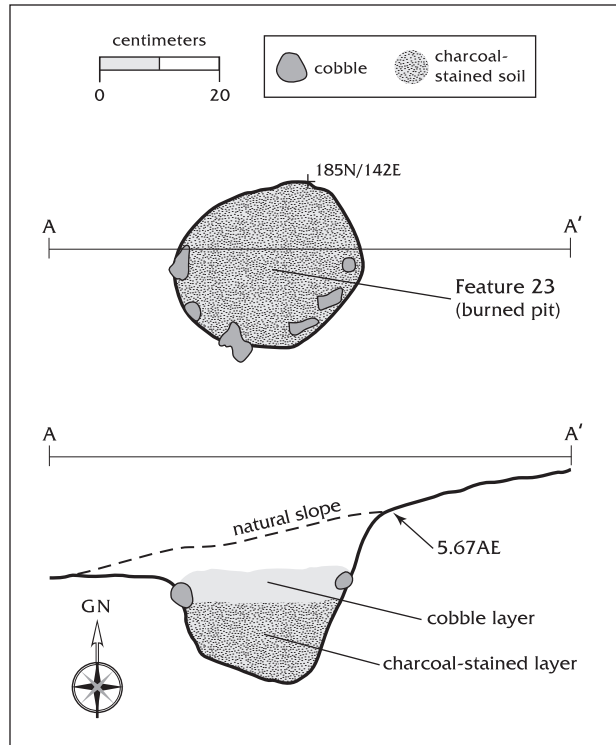 centimeters
0 20
cobble
charcoal-
stained soil
185N/142E
A A'
Feature 23
(burned pit)
A A'
natural slope
5.67AE
cobble layer
GN
charcoal-stained layer